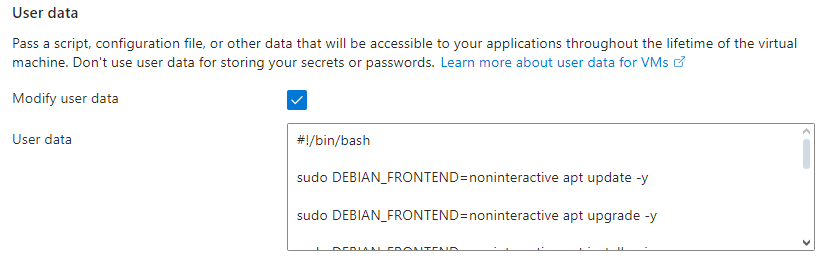 User data
Pass a script, configuration file, or other data that will be accessible to your applications throughout the lifetime of the virtual
machine. Don't use user data for storing your secrets or passwords. Learn more about user data for VMs
Modify user data
User data
#!/bin/bash
sudo DEBIAN_FRONTEND=noninteractive apt update -y
sudo DEBIAN_FRONTEND=noninteractive apt upgrade -y